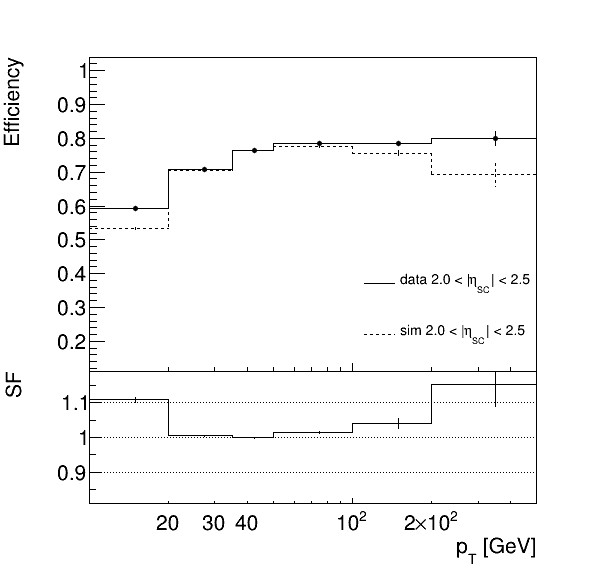 Efficiency
1
0.9
0.8
0.7
0.6
0.5
0.4
0.3
0.2
data 2.0 < |η_SC| < 2.5
sim 2.0 < |η_SC| < 2.5
SF
1.1
1
0.9
20 30 40 10² 2×10²
p_T [GeV]